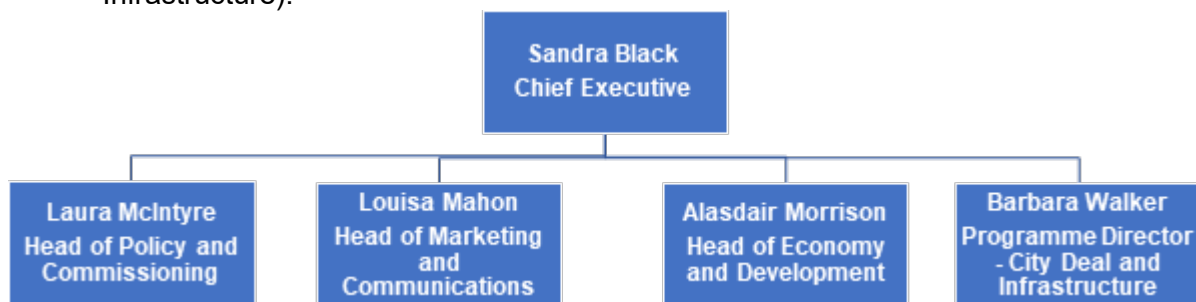 Infrastructure).
Sandra Black
Chief Executive
Laura McIntyre
Head of Policy and
Commissioning
Louisa Mahon
Head of Marketing
and
Communications
Alasdair Morrison
Head of Economy
and Development
Barbara Walker
Programme Director
- City Deal and
Infrastructure